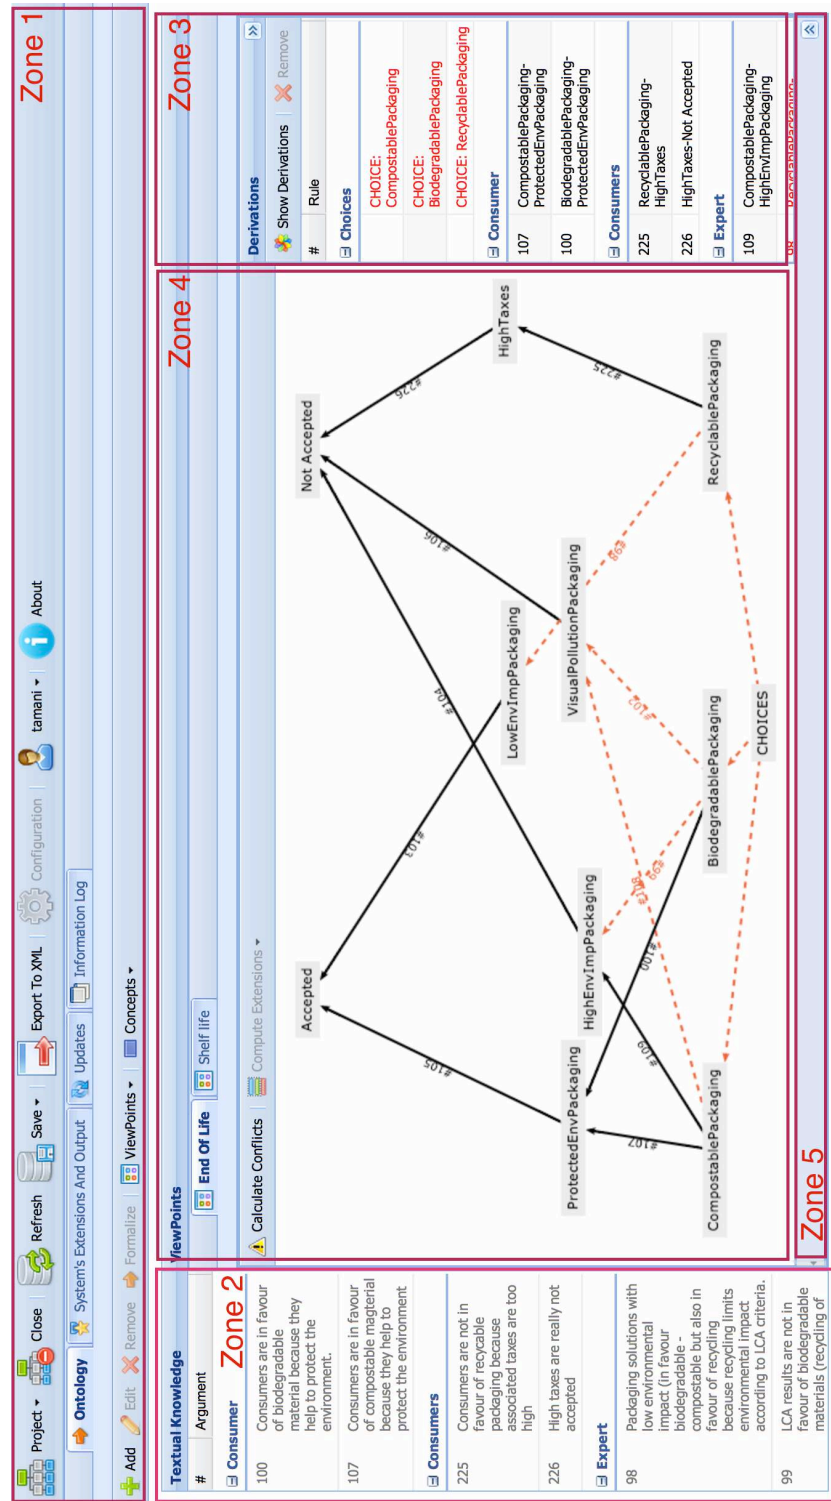 Zone 1
Project
Close
Refresh
Save
Export To XML
Configuration
tamani
About
Ontology
System's Extensions And Output
Updates
Information Log
Add
Edit
Remove
Formalize
ViewPoints
Concepts
Textual Knowledge
# Argument
Zone 2
Consumer
100 Consumers are in favour
of biodegradable
material because they
help to protect the
environment.
107 Consumers are in favour
of compostable magterial
because they help to
protect the environment
Consumers
225 Consumers are not in
favour of recycable
packaging because
associated taxes are too
high
226 High taxes are really not
accepted
Expert
98 Packaging solutions with
low environmental
impact (in favour
biodegradable -
compostable but also in
favour of recycling
because recycling limits
environmental impact
according to LCA criteria.
99 LCA results are not in
favour of biodegradable
materials (recycling of
ViewPoints
Zone 4
End Of Life
Shelf life
Calculate Conflicts
Compute Extensions
Accepted
Not Accepted
#105
#103
#104
#106
#226
HighTaxes
LowEnvImpPackaging
ProtectedEnvPackaging
HighEnvImpPackaging
VisualPollutionPackaging
#107
#109
#100
#108
#99
#102
#98
#225
CompostablePackaging
BiodegradablePackaging
RecyclablePackaging
CHOICES
Zone 3
Derivations
Show Derivations
Remove
# Rule
Choices
CHOICE:
CompostablePackaging
CHOICE:
BiodegradablePackaging
CHOICE: RecyclablePackaging
Consumer
107 CompostablePackaging-
ProtectedEnvPackaging
100 BiodegradablePackaging-
ProtectedEnvPackaging
Consumers
225 RecyclablePackaging-
HighTaxes
226 HighTaxes-Not Accepted
Expert
109 CompostablePackaging-
HighEnvImpPackaging
98 RecyclablePackaging-
Zone 5